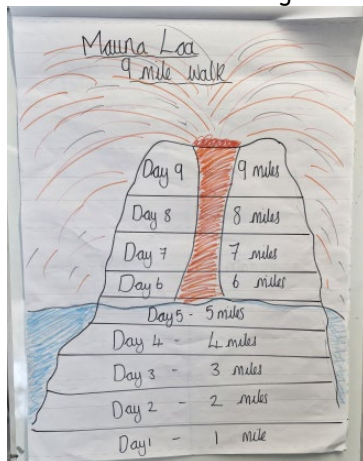 Mauna Loa
9 mile walk
Day 9 9 miles
Day 8 8 miles
Day 7 7 miles
Day 6 6 miles
Day 5 - 5 miles
Day 4 - 4 miles
Day 3 - 3 miles
Day 2 - 2 miles
Day 1 - 1 mile